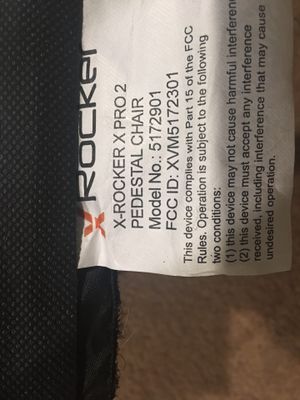 X ROCKER
X-ROCKER X PRO 2
PEDESTAL CHAIR
Model No.: 5172901
FCC ID: XVM5172301
This device complies with Part 15 of the FCC
Rules. Operation is subject to the following
two conditions:
(1) this device may not cause harmful interference
(2) this device must accept any interference
received, including interference that may cause
undesired operation.